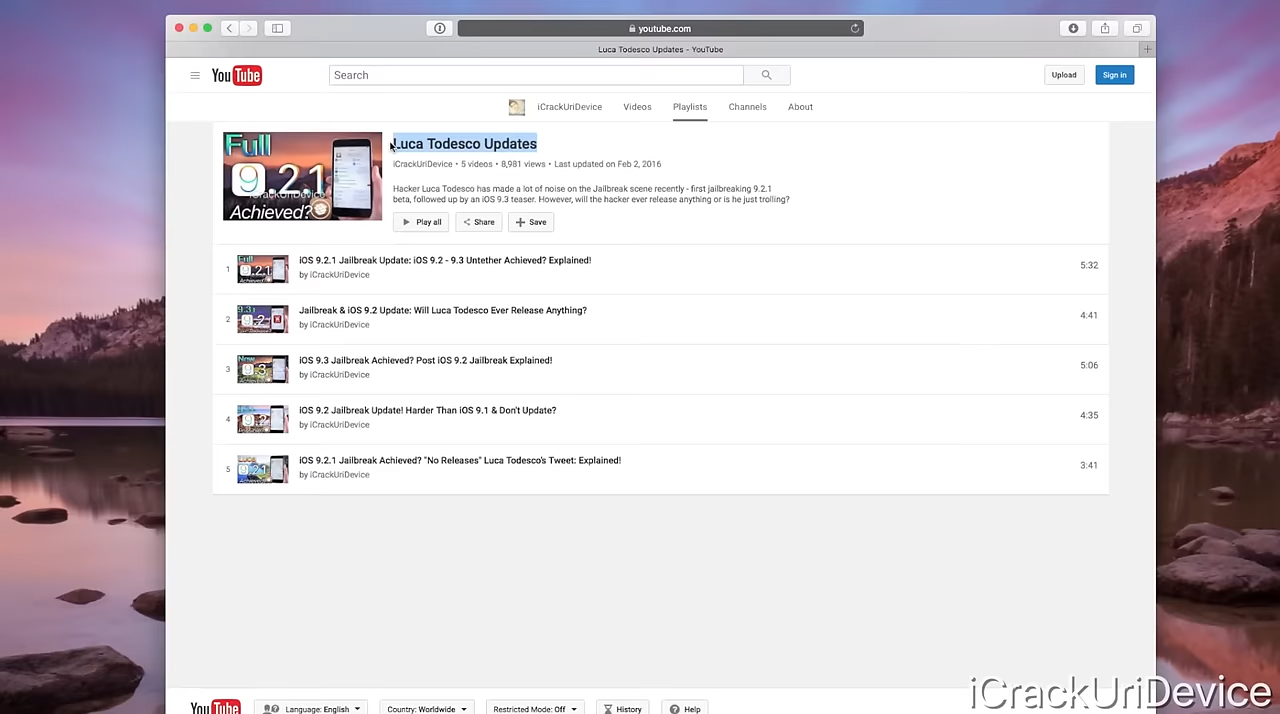 youtube.com
Luca Todesco Updates - YouTube
YouTube
Search
Upload
Sign in
iCrackUriDevice
Videos
Playlists
Channels
About
Full
9.2.1
iCrackUriDevice
Achieved?
Luca Todesco Updates
iCrackUriDevice • 5 videos • 8,981 views • Last updated on Feb 2, 2016
Hacker Luca Todesco has made a lot of noise on the Jailbreak scene recently - first jailbreaking 9.2.1
beta, followed up by an iOS 9.3 teaser. However, will the hacker ever release anything or is he just trolling?
Play all
Share
Save
1
iOS 9.2.1 Jailbreak Update: iOS 9.2 - 9.3 Untether Achieved? Explained!
by iCrackUriDevice
5:32
2
Jailbreak & iOS 9.2 Update: Will Luca Todesco Ever Release Anything?
by iCrackUriDevice
4:41
3
iOS 9.3 Jailbreak Achieved? Post iOS 9.2 Jailbreak Explained!
by iCrackUriDevice
5:06
4
iOS 9.2 Jailbreak Update! Harder Than iOS 9.1 & Don't Update?
by iCrackUriDevice
4:35
5
iOS 9.2.1 Jailbreak Achieved? "No Releases" Luca Todesco's Tweet: Explained!
by iCrackUriDevice
3:41
YouTube
Language: English
Country: Worldwide
Restricted Mode: Off
History
Help
iCrackUriDevice